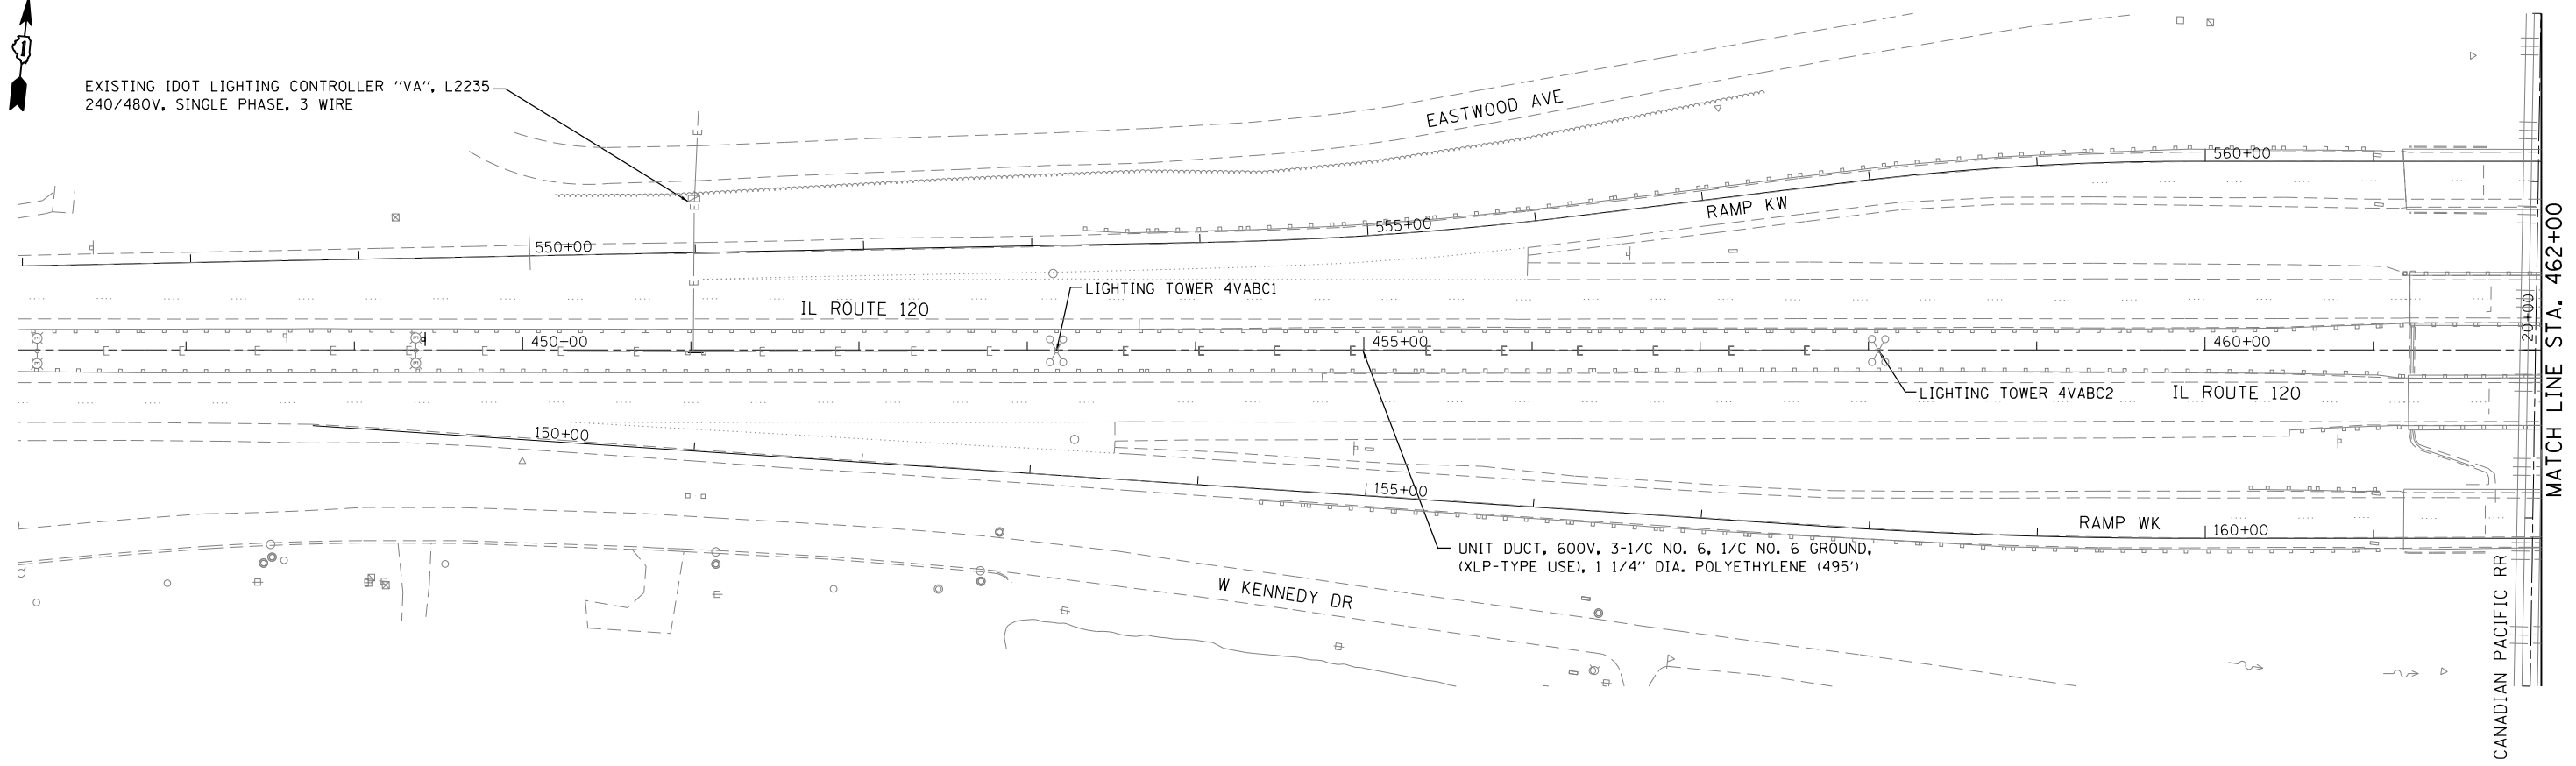 EXISTING IDOT LIGHTING CONTROLLER "VA", L2235
240/480V, SINGLE PHASE, 3 WIRE
EASTWOOD AVE
560+00
RAMP KW
555+00
550+00
LIGHTING TOWER 4VABC1
IL ROUTE 120
450+00
455+00
460+00
20+00
MATCH LINE STA. 462+00
LIGHTING TOWER 4VABC2
IL ROUTE 120
150+00
155+00
RAMP WK
160+00
UNIT DUCT, 600V, 3-1/C NO. 6, 1/C NO. 6 GROUND,
(XLP-TYPE USE), 1 1/4" DIA. POLYETHYLENE (495')
W KENNEDY DR
CANADIAN PACIFIC RR